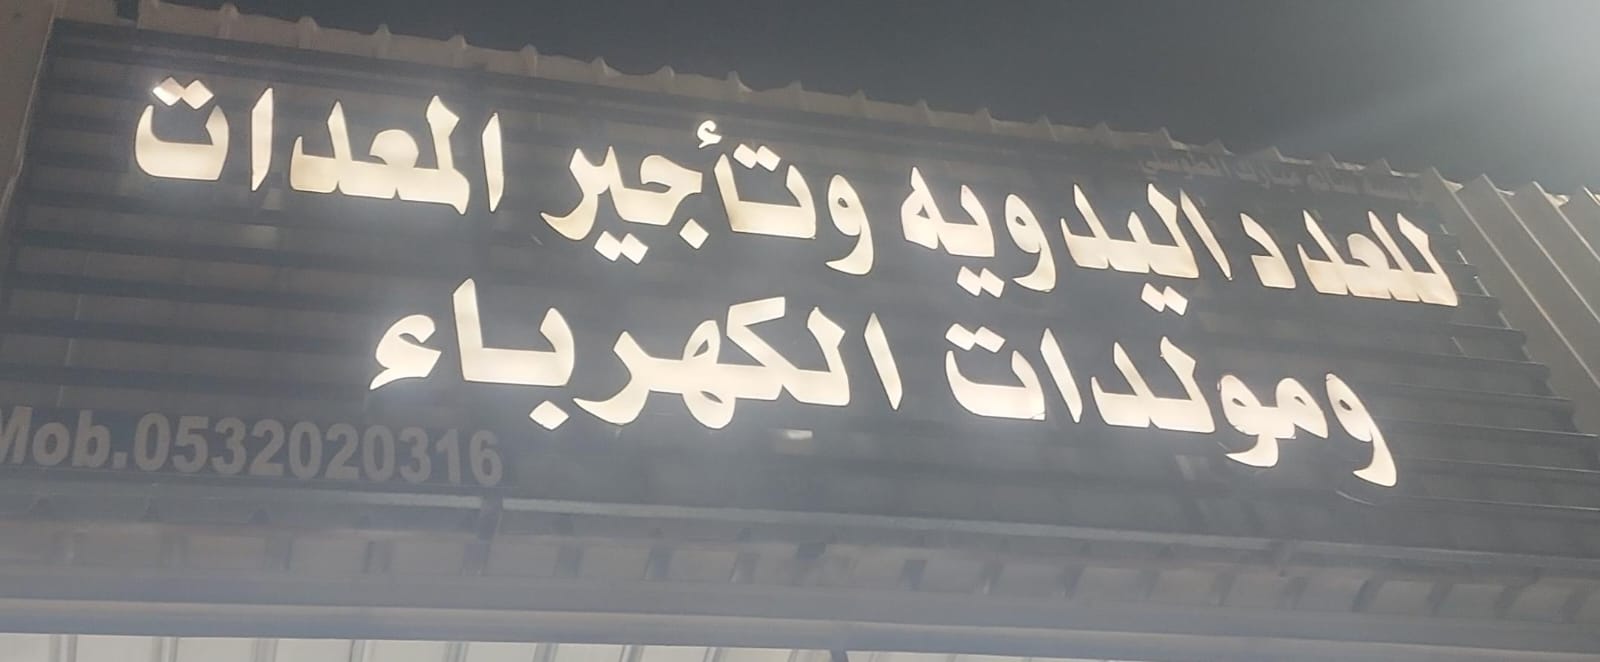 للعدد اليدويه وتأجير المعدات
ومولدات الكهرباء
Mob.0532020316